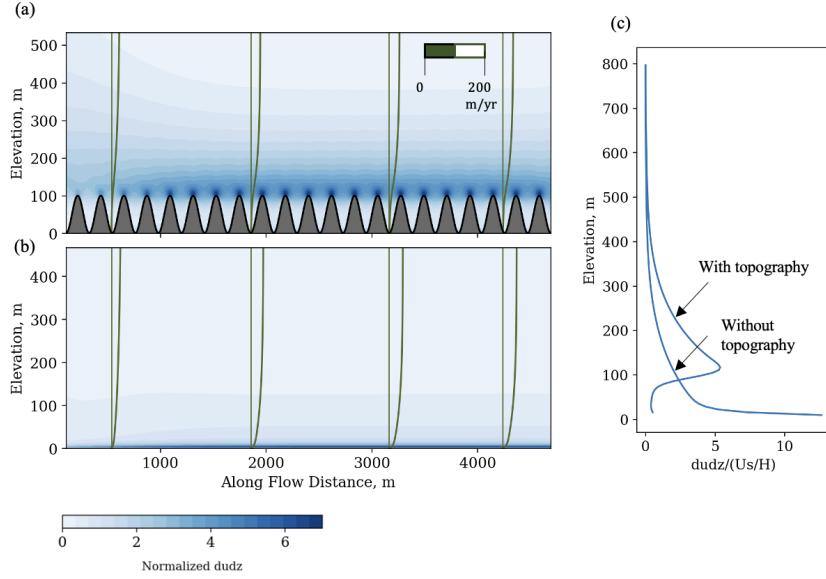 (a)
500
400
300
200
100
0
Elevation, m
0
200
m/yr
(b)
400
300
200
100
0
Elevation, m
1000
2000
3000
4000
Along Flow Distance, m
0
2
4
6
Normalized dudz
(c)
800
700
600
500
400
300
200
100
0
Elevation, m
With topography
Without
topography
0
5
10
dudz/(Us/H)